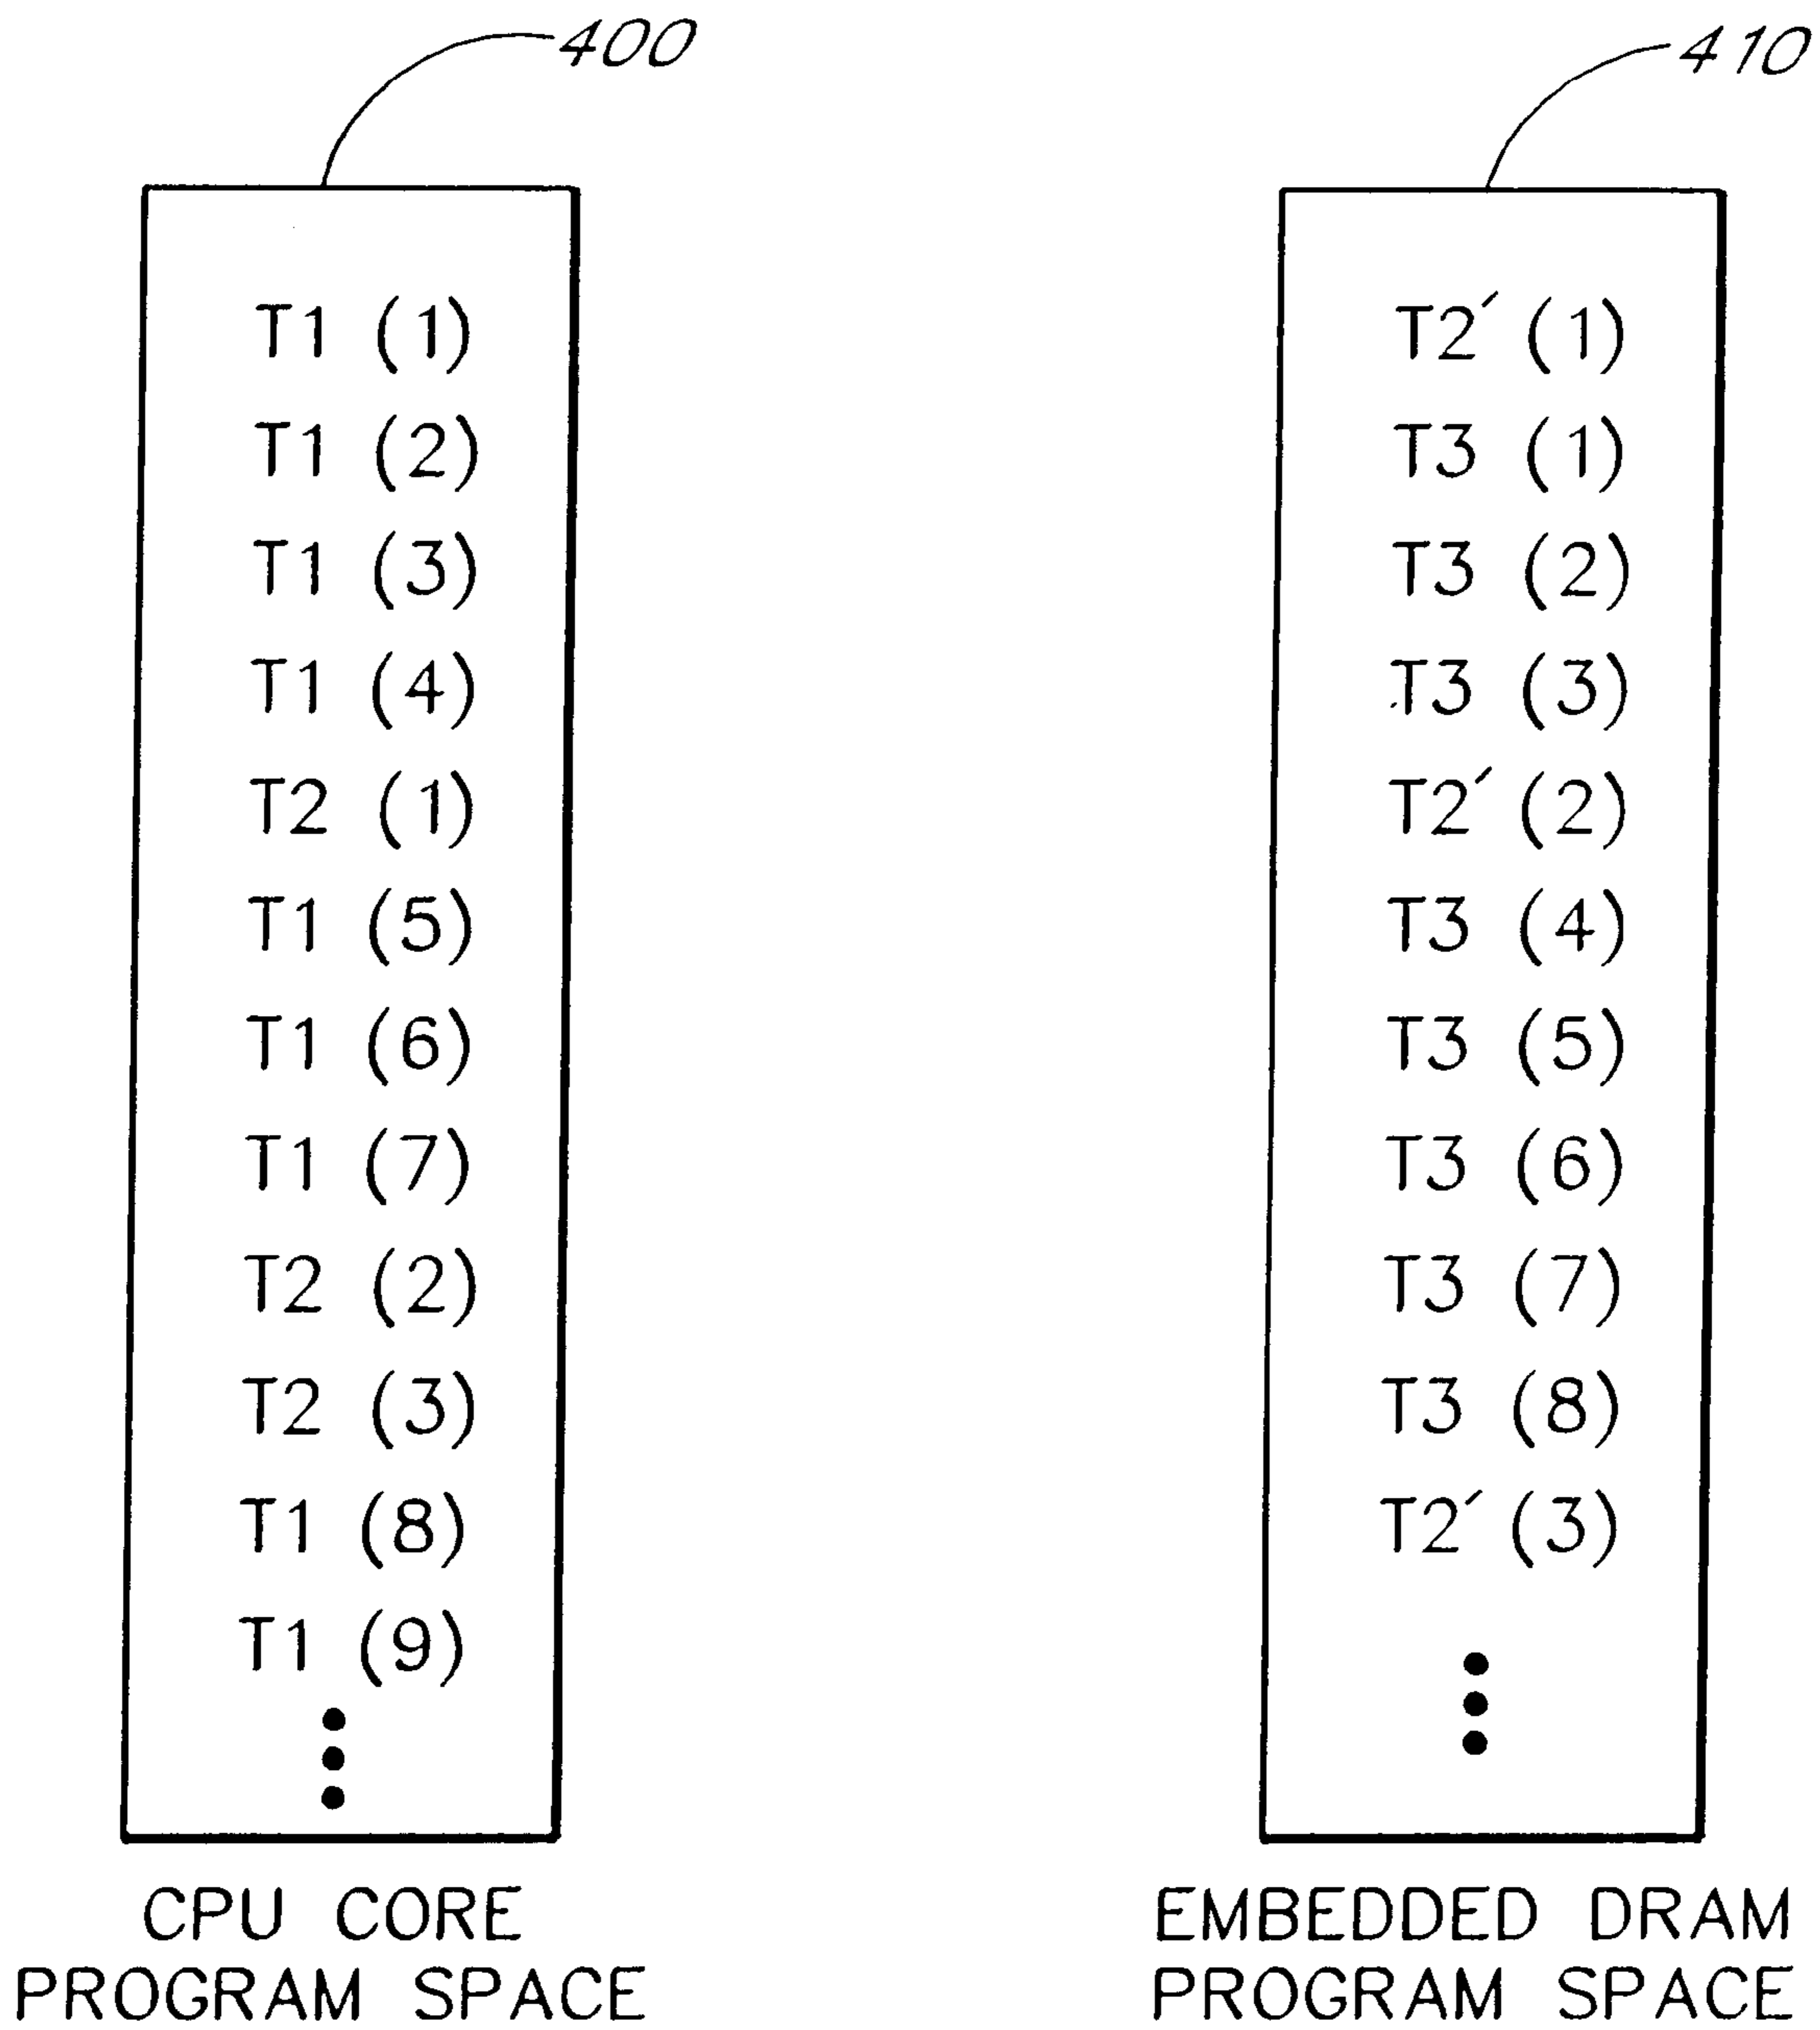 400
T1 (1)
T1 (2)
T1 (3)
T1 (4)
T2 (1)
T1 (5)
T1 (6)
T1 (7)
T2 (2)
T2 (3)
T1 (8)
T1 (9)
CPU CORE
PROGRAM SPACE
410
T2′ (1)
T3 (1)
T3 (2)
T3 (3)
T2′ (2)
T3 (4)
T3 (5)
T3 (6)
T3 (7)
T3 (8)
T2′ (3)
EMBEDDED DRAM
PROGRAM SPACE